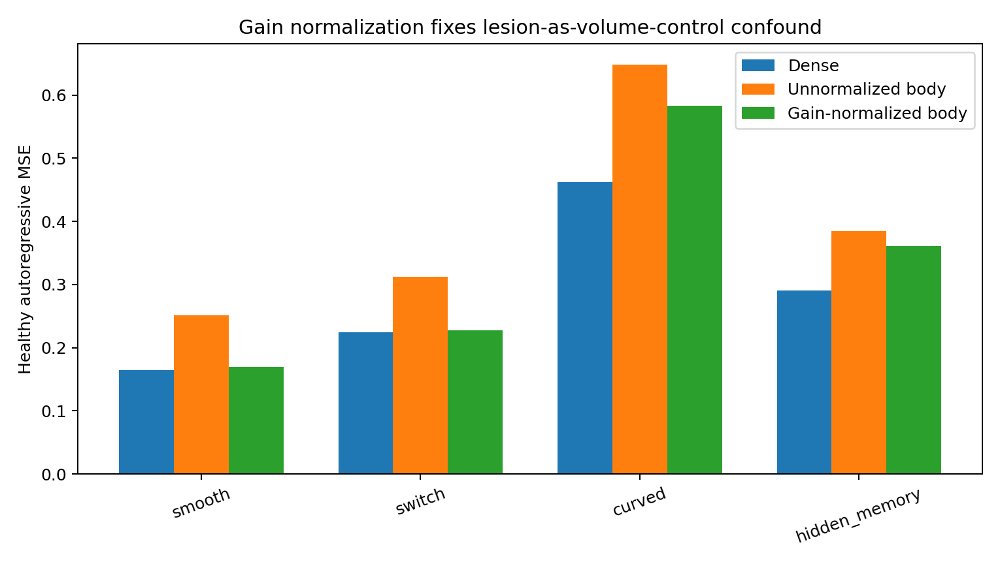 Gain normalization fixes lesion-as-volume-control confound
Dense
Unnormalized body
Gain-normalized body
Healthy autoregressive MSE
0.6
0.5
0.4
0.3
0.2
0.1
0.0
smooth
switch
curved
hidden_memory